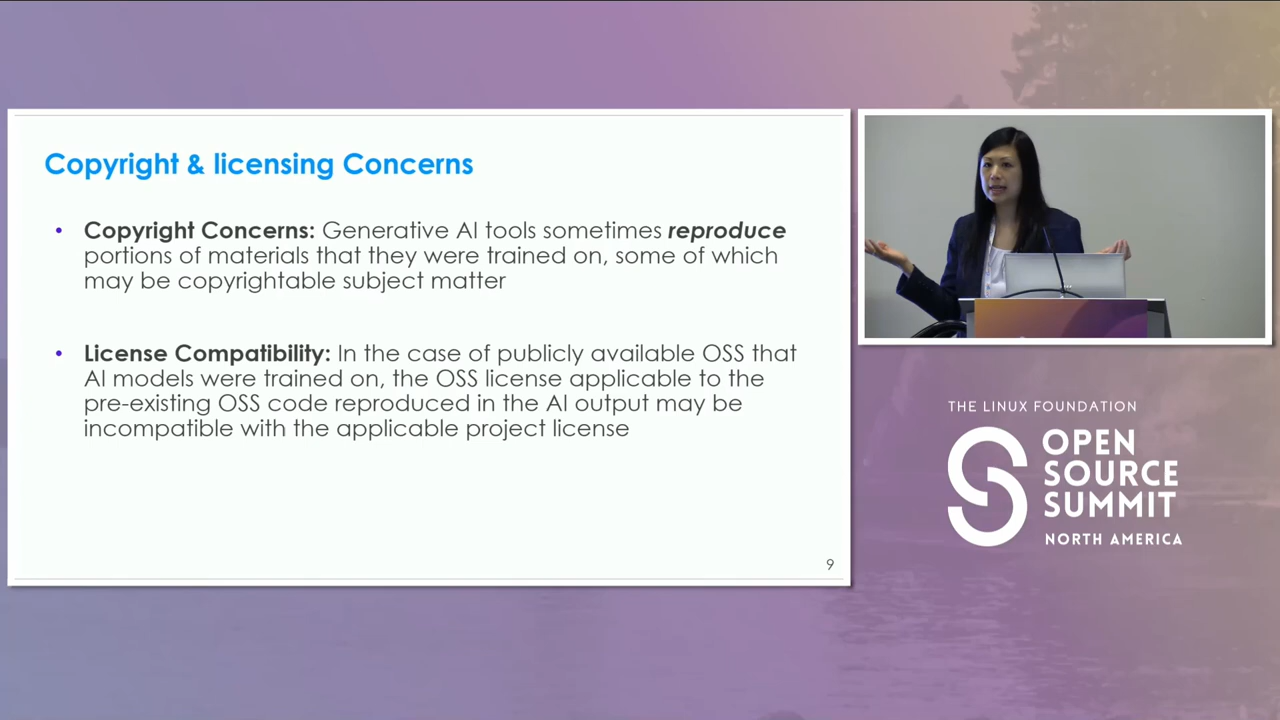 Copyright & licensing Concerns
• Copyright Concerns: Generative AI tools sometimes reproduce
portions of materials that they were trained on, some of which
may be copyrightable subject matter
• License Compatibility: In the case of publicly available OSS that
AI models were trained on, the OSS license applicable to the
pre-existing OSS code reproduced in the AI output may be
incompatible with the applicable project license
9
THE LINUX FOUNDATION
OPEN
SOURCE
SUMMIT
NORTH AMERICA